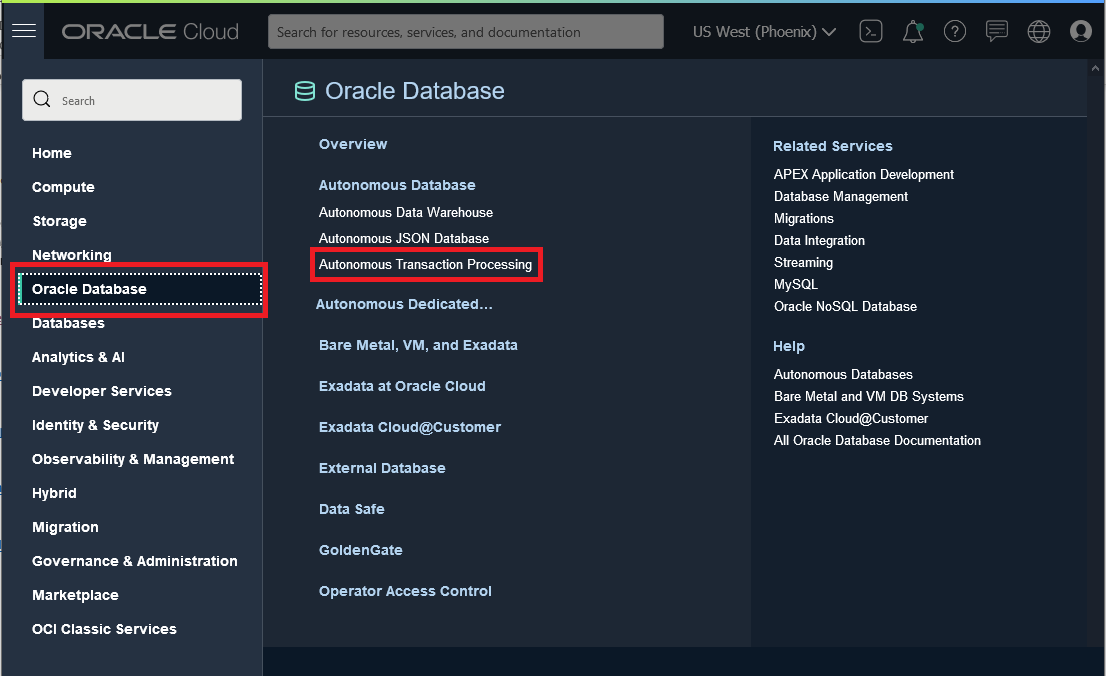 ORACLE Cloud
Search for resources, services, and documentation
US West (Phoenix)
Search
Home
Compute
Storage
Networking
Oracle Database
Databases
Analytics & AI
Developer Services
Identity & Security
Observability & Management
Hybrid
Migration
Governance & Administration
Marketplace
OCI Classic Services
Oracle Database
Overview
Autonomous Database
Autonomous Data Warehouse
Autonomous JSON Database
Autonomous Transaction Processing
Autonomous Dedicated...
Bare Metal, VM, and Exadata
Exadata at Oracle Cloud
Exadata Cloud@Customer
External Database
Data Safe
GoldenGate
Operator Access Control
Related Services
APEX Application Development
Database Management
Migrations
Data Integration
Streaming
MySQL
Oracle NoSQL Database
Help
Autonomous Databases
Bare Metal and VM DB Systems
Exadata Cloud@Customer
All Oracle Database Documentation